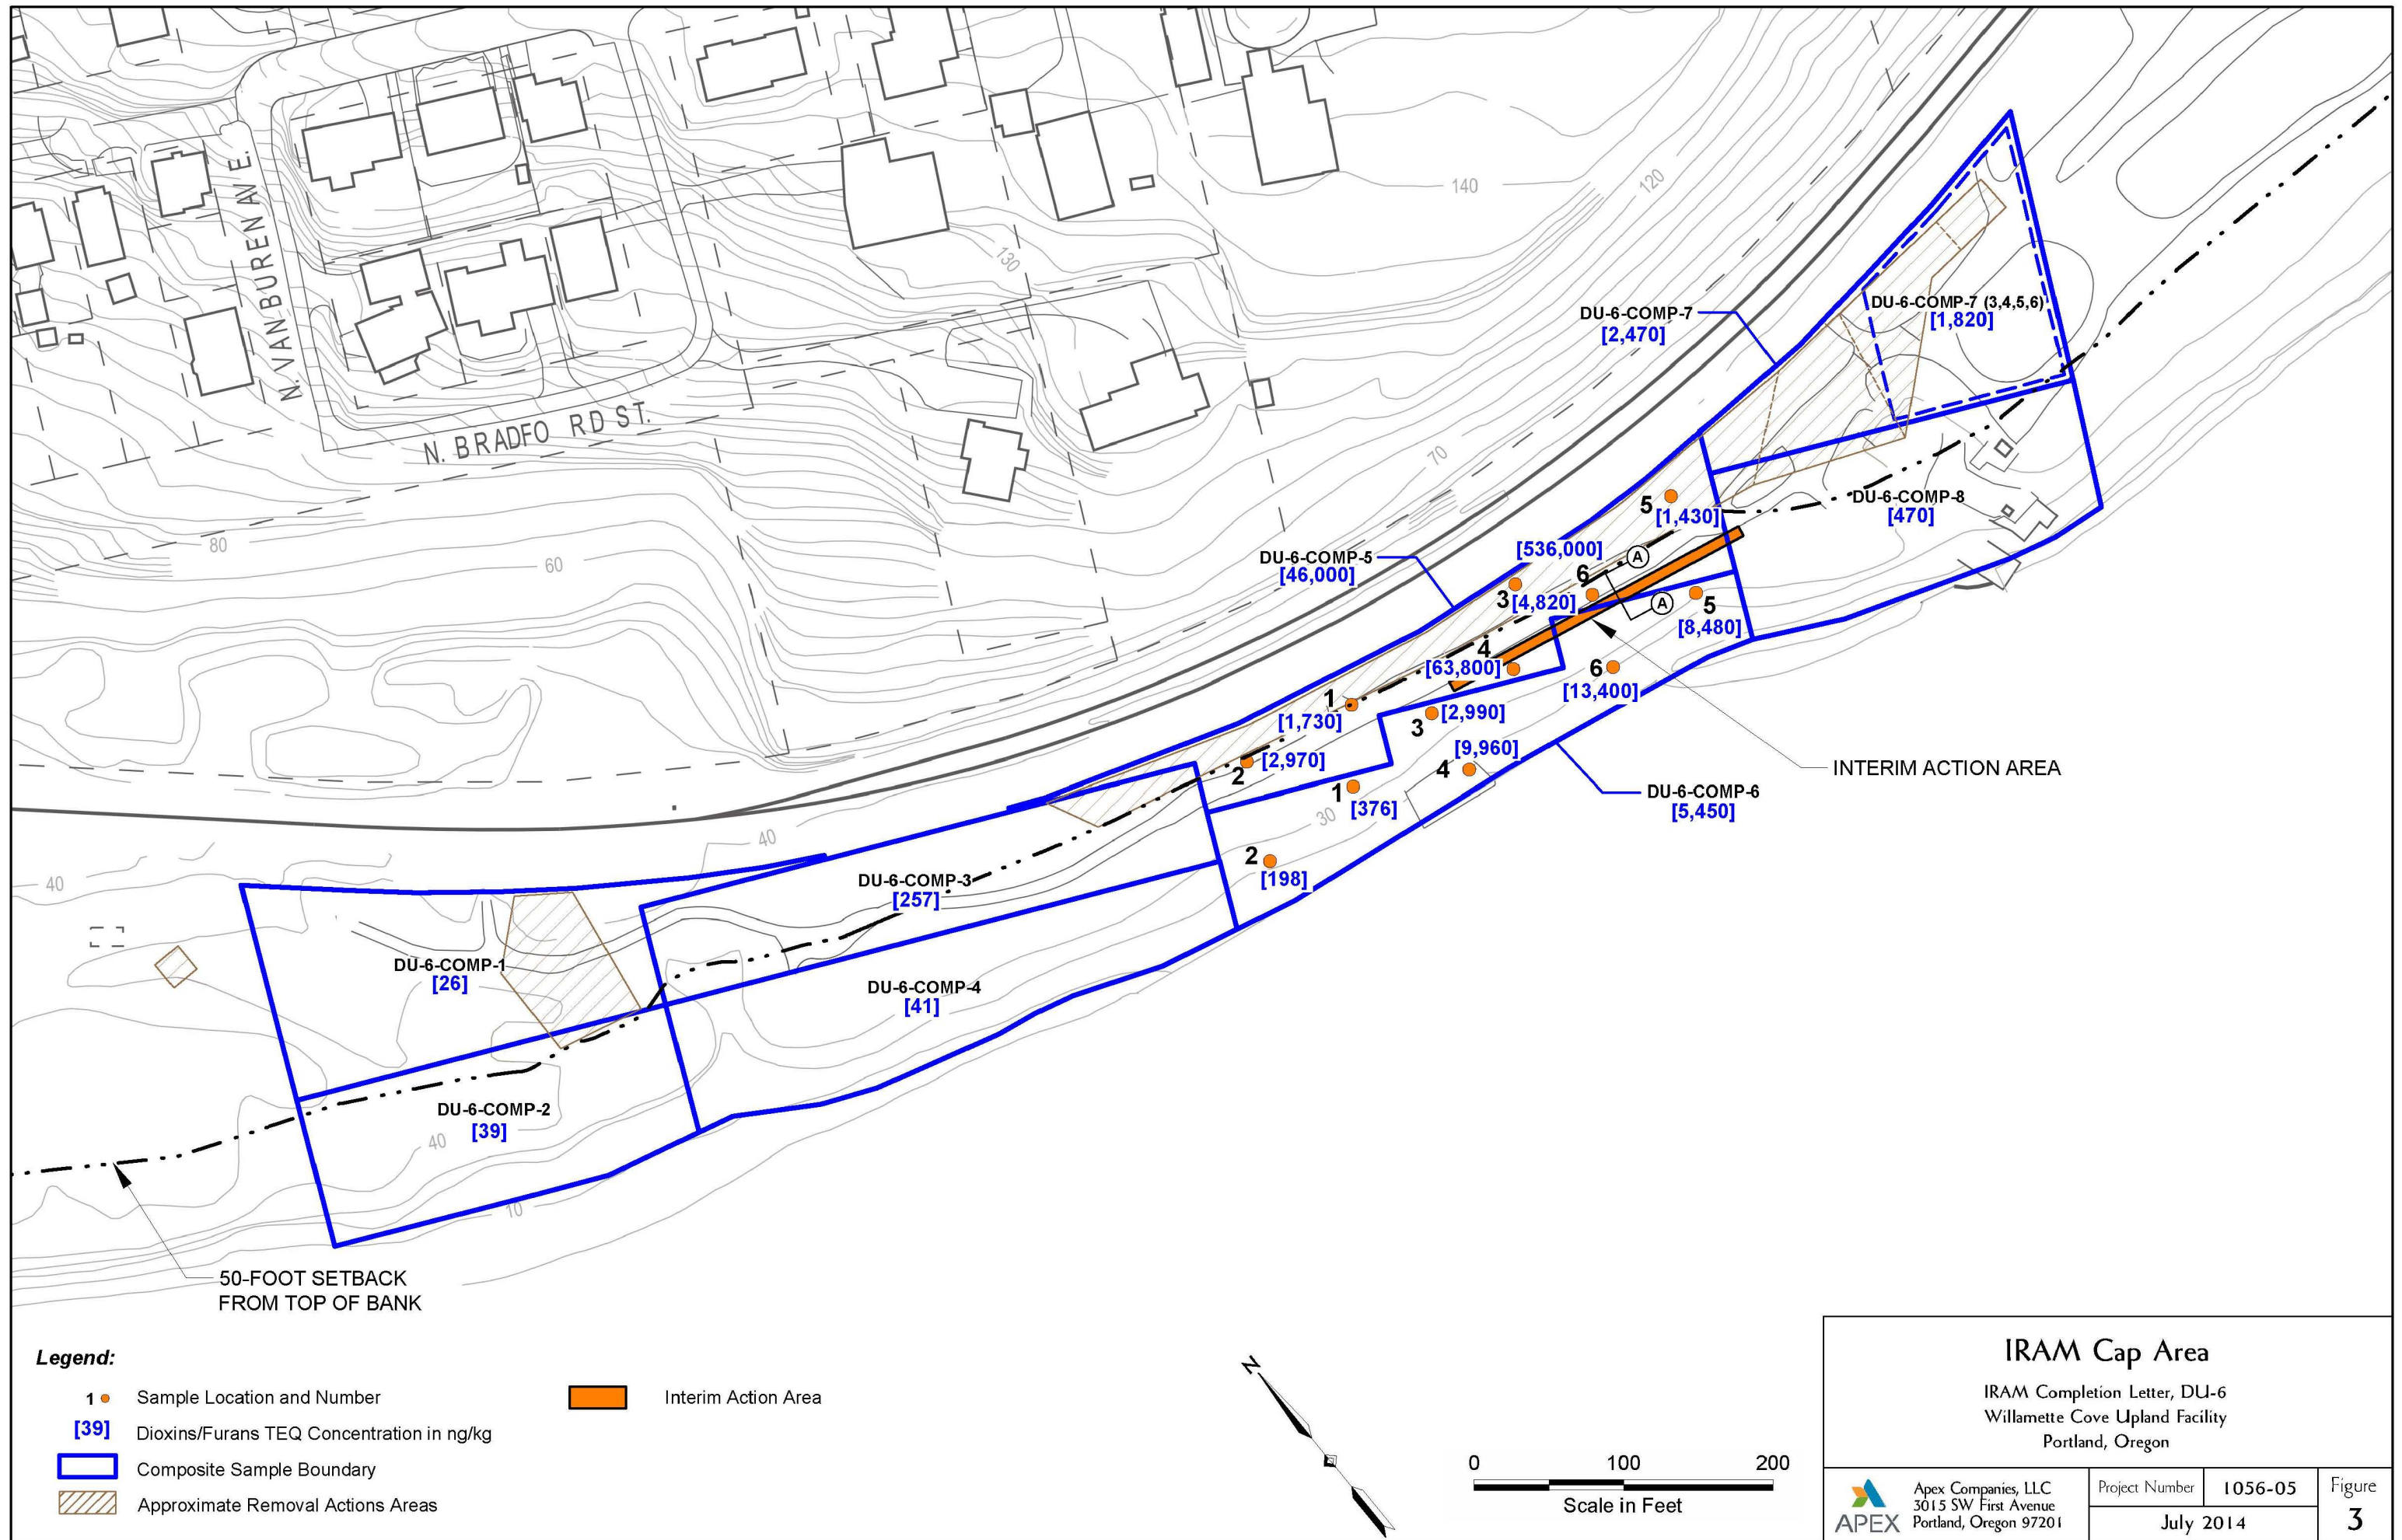 140
120
130
N. VAN BUREN AV E.
N. BRADFO RD ST.
80
60
70
40
40
30
40
10
DU-6-COMP-7
[2,470]
DU-6-COMP-7 (3,4,5,6)
[1,820]
DU-6-COMP-8
[470]
DU-6-COMP-5
[46,000]
5
[1,430]
[536,000]
6
A
3
[4,820]
A
5
[8,480]
4
[63,800]
6
[13,400]
1
[1,730]
3
[2,990]
2
[2,970]
[9,960]
4
1
[376]
2
[198]
INTERIM ACTION AREA
DU-6-COMP-6
[5,450]
DU-6-COMP-3
[257]
DU-6-COMP-1
[26]
DU-6-COMP-4
[41]
DU-6-COMP-2
[39]
50-FOOT SETBACK
FROM TOP OF BANK
Legend:
1 Sample Location and Number
[39] Dioxins/Furans TEQ Concentration in ng/kg
Composite Sample Boundary
Approximate Removal Actions Areas
Interim Action Area
N
0 100 200
Scale in Feet
IRAM Cap Area
IRAM Completion Letter, DU-6
Willamette Cove Upland Facility
Portland, Oregon
APEX
Apex Companies, LLC
3015 SW First Avenue
Portland, Oregon 97201
Project Number 1056-05
July 2014
Figure
3